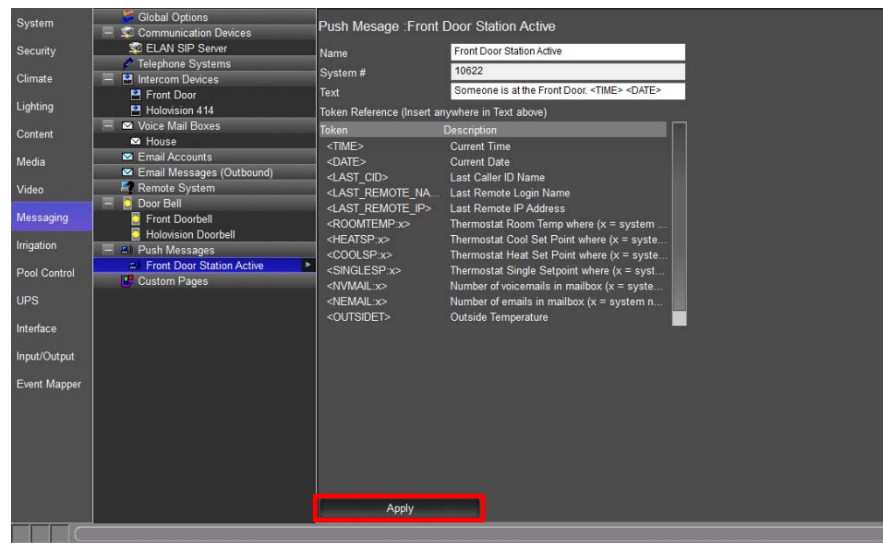 System
Security
Climate
Lighting
Content
Media
Video
Messaging
Irrigation
Pool Control
UPS
Interface
Input/Output
Event Mapper
Global Options
Communication Devices
ELAN SIP Server
Telephone Systems
Intercom Devices
Front Door
Holovision 414
Voice Mail Boxes
House
Email Accounts
Email Messages (Outbound)
Remote System
Door Bell
Front Doorbell
Holovision Doorbell
Push Messages
Front Door Station Active
Custom Pages
Push Mesage :Front Door Station Active
Name Front Door Station Active
System # 10622
Text Someone is at the Front Door. <TIME> <DATE>
Token Reference (Insert anywhere in Text above)
Token Description
<TIME> Current Time
<DATE> Current Date
<LAST_CID> Last Caller ID Name
<LAST_REMOTE_NA... Last Remote Login Name
<LAST_REMOTE_IP> Last Remote IP Address
<ROOMTEMP:x> Thermostat Room Temp where (x = system ...
<HEATSP:x> Thermostat Cool Set Point where (x = syste...
<COOLSP:x> Thermostat Heat Set Point where (x = syste...
<SINGLESP:x> Thermostat Single Setpoint where (x = syst...
<NVMAIL:x> Number of voicemails in mailbox (x = syste...
<NEMAIL:x> Number of emails in mailbox (x = system n...
<OUTSIDET> Outside Temperature
Apply